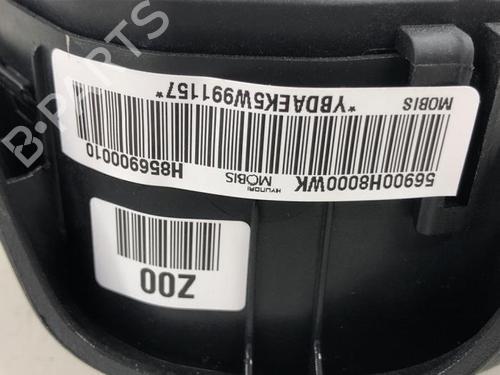 56900H8000WK
HYUNDAI
MOBIS
H856900010
MOBIS
*YBDAEK5W991157*
Z00
B-PARTS